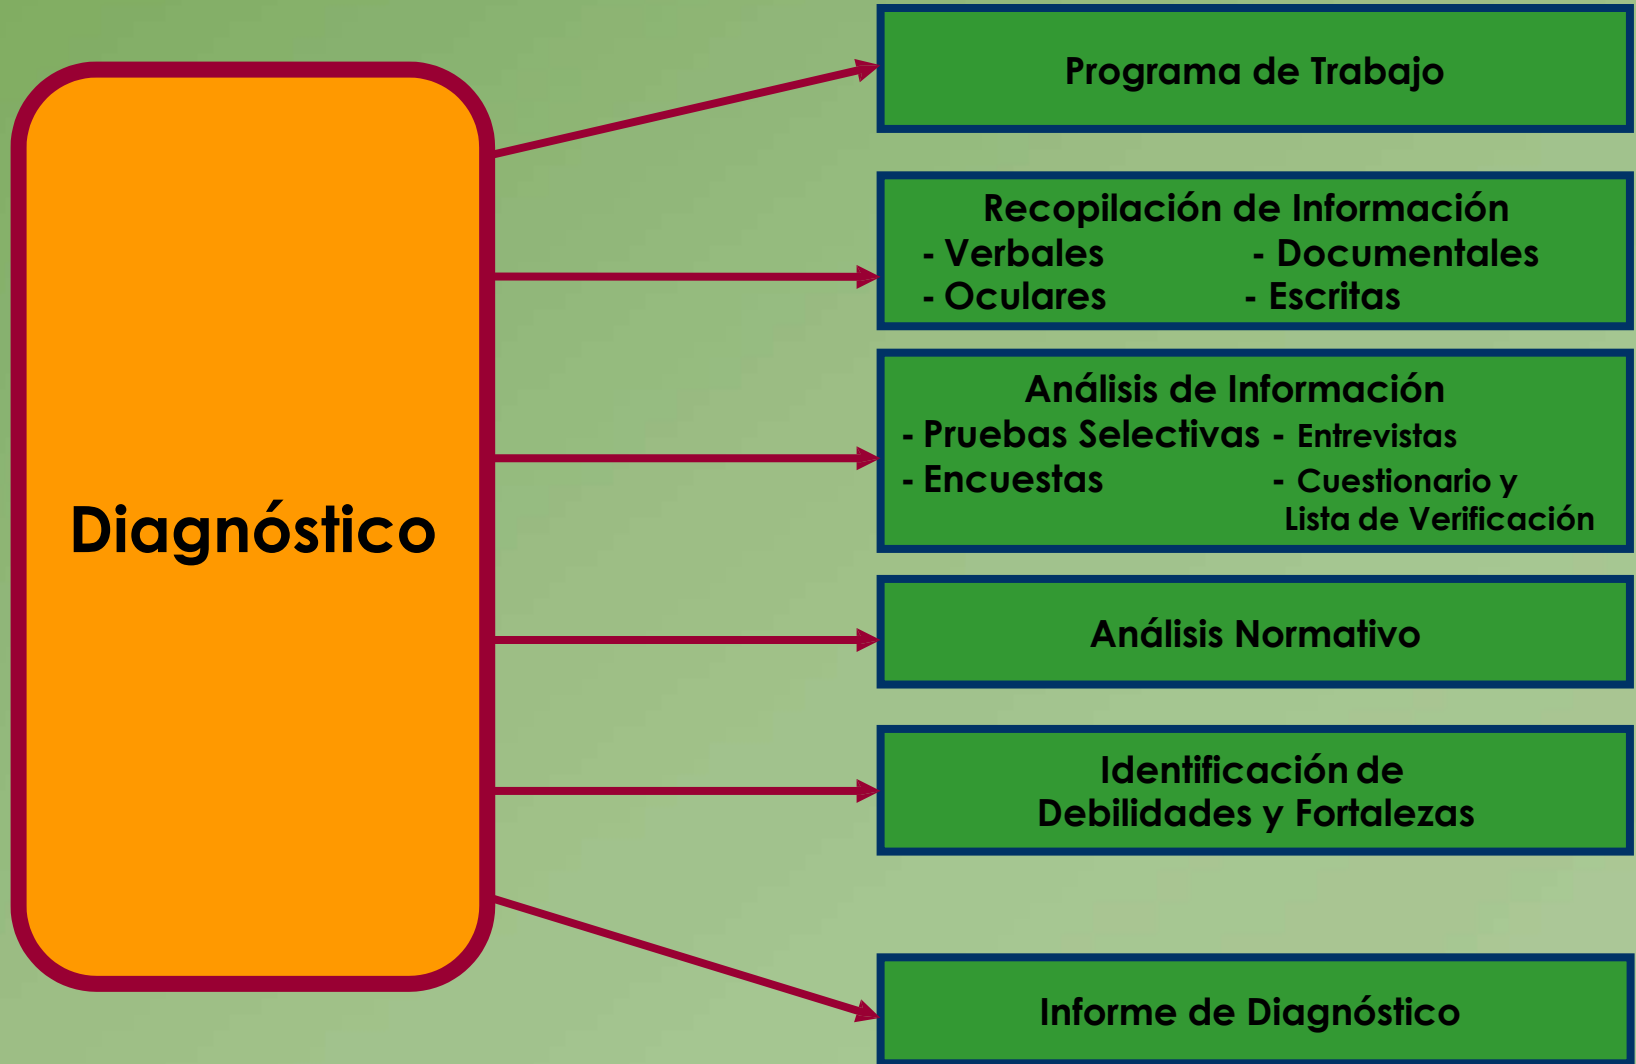 Diagnóstico
Programa de Trabajo
Recopilación de Información
- Verbales - Documentales
- Oculares - Escritas
Análisis de Información
- Pruebas Selectivas - Entrevistas
- Encuestas - Cuestionario y
Lista de Verificación
Análisis Normativo
Identificación de
Debilidades y Fortalezas
Informe de Diagnóstico